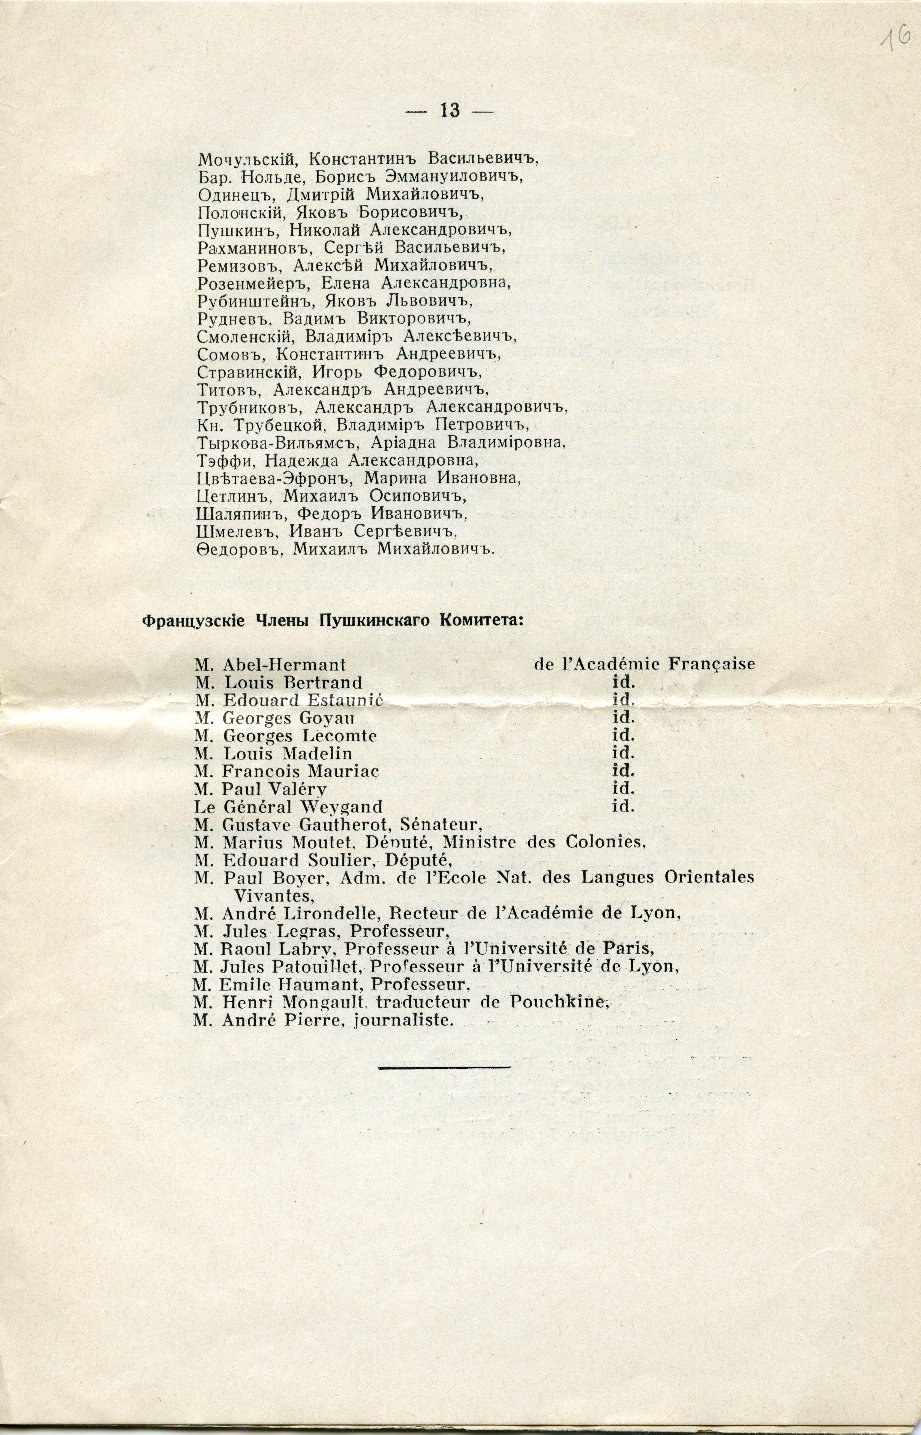 16
— 13 —
Мочульскій, Константинъ Васильевичъ,
Бар. Нольде, Борисъ Эммануиловичъ,
Одинецъ, Дмитрій Михайловичъ,
Полонскій, Яковъ Борисовичъ,
Пушкинъ, Николай Александровичъ,
Рахманиновъ, Сергѣй Васильевичъ,
Ремизовъ, Алексѣй Михайловичъ,
Розенмейеръ, Елена Александровна,
Рубинштейнъ, Яковъ Львовичъ,
Рудневъ, Вадимъ Викторовичъ,
Смоленскій, Владиміръ Алексѣевичъ,
Сомовъ, Константинъ Андреевичъ,
Стравинскій, Игорь Федоровичъ,
Титовъ, Александръ Андреевичъ,
Трубниковъ, Александръ Александровичъ,
Кн. Трубецкой, Владиміръ Петровичъ,
Тыркова-Вильямсъ, Аріадна Владиміровна,
Тэффи, Надежда Александровна,
Цвѣтаева-Эфронъ, Марина Ивановна,
Цетлинъ, Михаилъ Осиповичъ,
Шаляпинъ, Федоръ Ивановичъ,
Шмелевъ, Иванъ Сергѣевичъ,
Ѳедоровъ, Михаилъ Михайловичъ.
Французскіе Члены Пушкинскаго Комитета:
M. Abel-Hermant de l'Académie Française
M. Louis Bertrand id.
M. Edouard Estaunié id.
M. Georges Goyau id.
M. Georges Lecomte id.
M. Louis Madelin id.
M. Francois Mauriac id.
M. Paul Valéry id.
Le Général Weygand id.
M. Gustave Gautherot, Sénateur,
M. Marius Moutet, Député, Ministre des Colonies,
M. Edouard Soulier, Député,
M. Paul Boyer, Adm. de l'Ecole Nat. des Langues Orientales
Vivantes,
M. André Lirondelle, Recteur de l'Académie de Lyon,
M. Jules Legras, Professeur,
M. Raoul Labry, Professeur à l'Université de Paris,
M. Jules Patouillet, Professeur à l'Université de Lyon,
M. Emile Haumant, Professeur,
M. Henri Mongault, traducteur de Pouchkine,
M. André Pierre, journaliste.